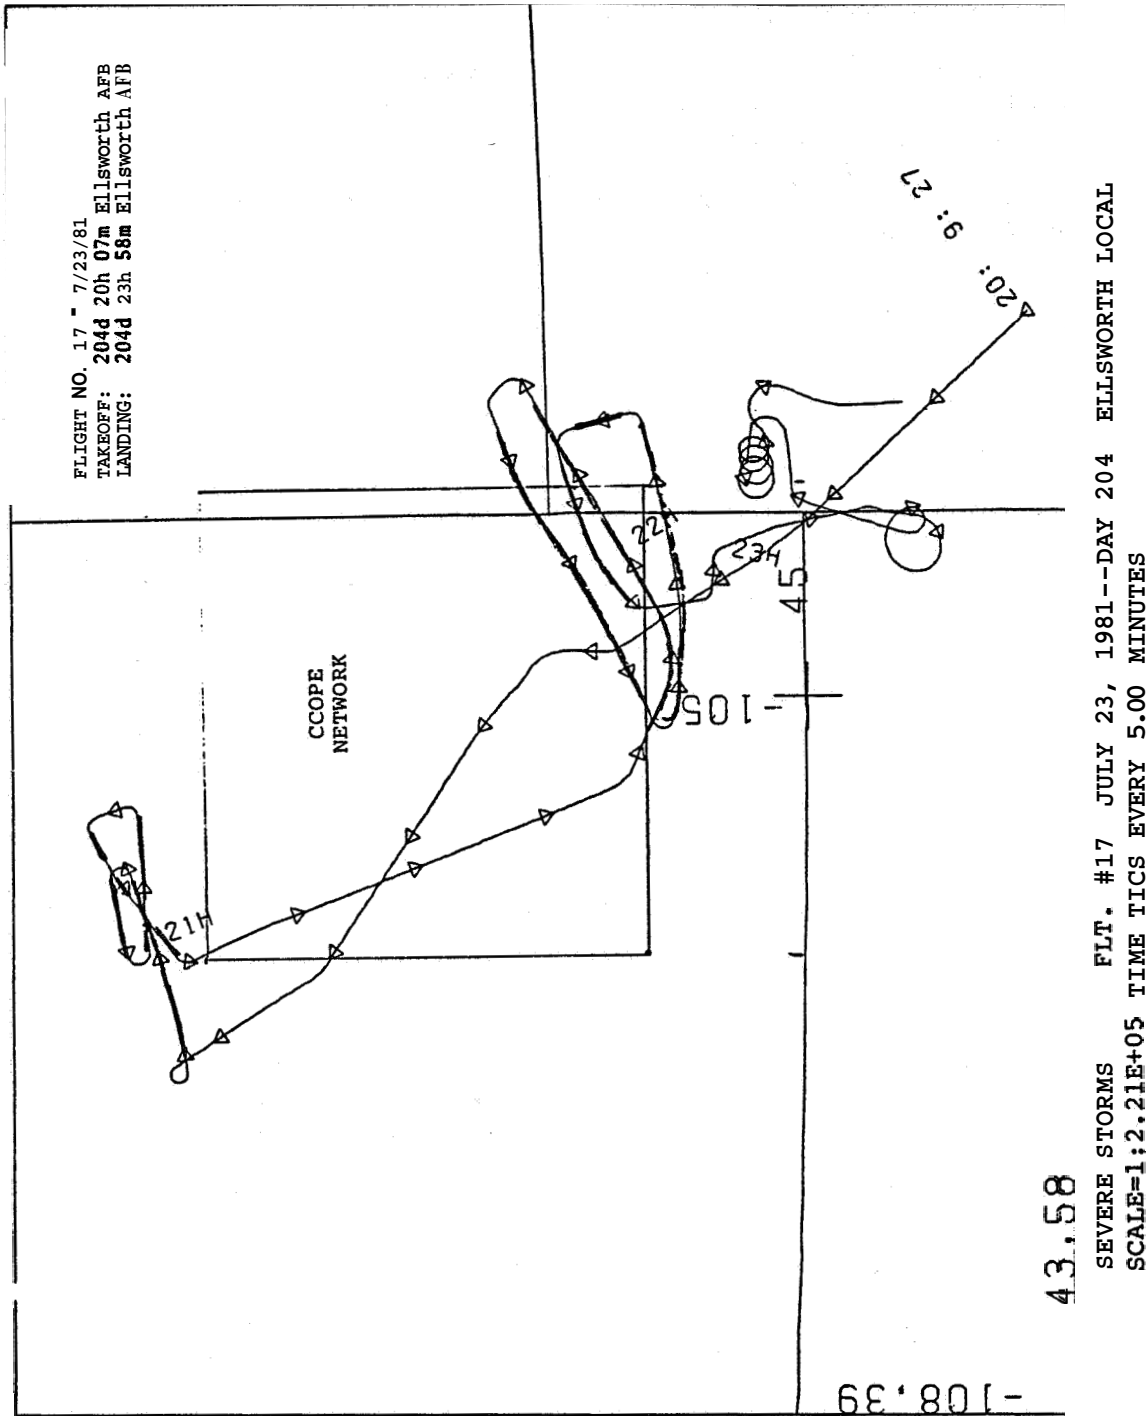 FLIGHT NO. 17 - 7/23/81
TAKEOFF: 204d 20h 07m Ellsworth AFB
LANDING: 204d 23h 58m Ellsworth AFB
CCOPE
NETWORK
20: 9: 27
21H
22H
23H
45
-105
43.58
-108.39
SEVERE STORMS FLT. #17 JULY 23, 1981--DAY 204 ELLSWORTH LOCAL
SCALE=1:2.21E+05 TIME TICS EVERY 5.00 MINUTES